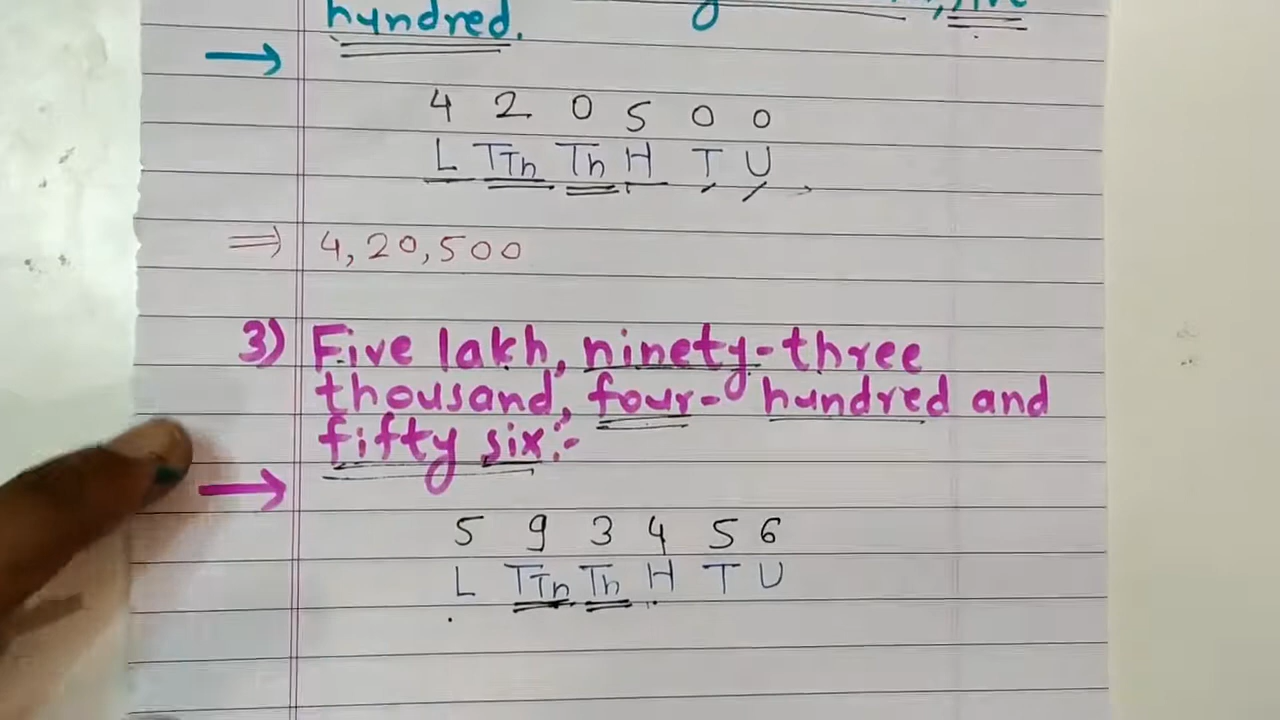 hundred.
→
4 2 0 5 0 0
L TTh Th H T U
⇒ 4,20,500
3) Five lakh, ninety-three
thousand, four- hundred and
fifty six:-
→
5 9 3 4 5 6
L TTh Th H T U